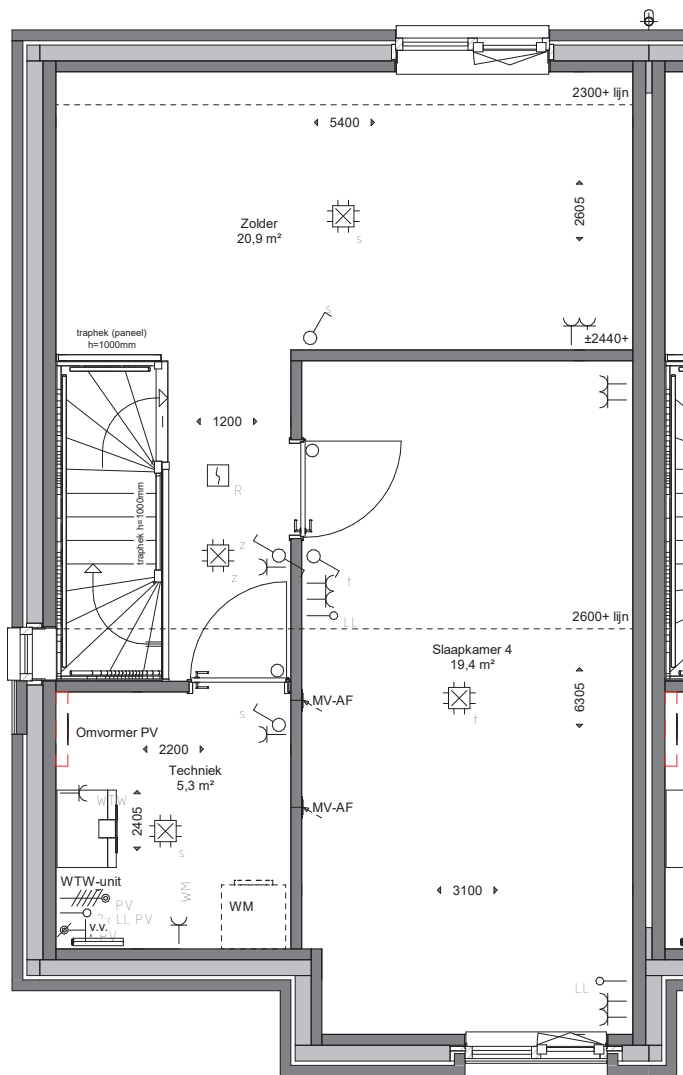 2300+ lijn
5400
2605
Zolder
20,9 m²
s
s
±2440+
traphek (paneel)
h=1000mm
1200
R
traphek h=1000mm
z
z
t
LL
2600+ lijn
Slaapkamer 4
19,4 m²
t
6305
MV-AF
s
Omvormer PV
2200
Techniek
5,3 m²
WTW
2405
s
MV-AF
WTW-unit
PV
2x LL PV
v.v.
PV
WM
WM
3100
LL